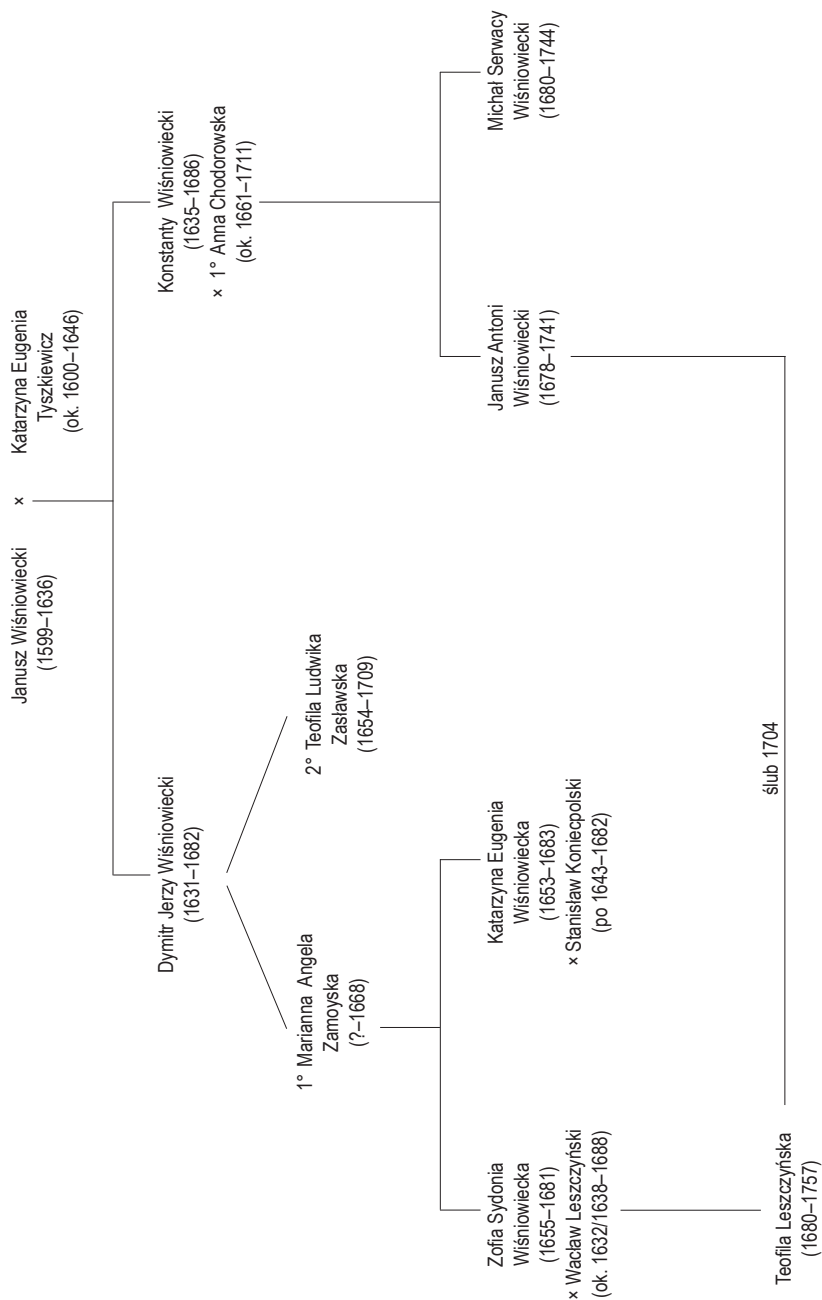 Janusz Wiśniowiecki
(1599–1636)
×
Katarzyna Eugenia
Tyszkiewicz
(ok. 1600–1646)
Dymitr Jerzy Wiśniowiecki
(1631–1682)
Konstanty Wiśniowiecki
(1635–1686)
× 1° Anna Chodorowska
(ok. 1661–1711)
1° Marianna Angela
Zamoyska
(?–1668)
2° Teofila Ludwika
Zasławska
(1654–1709)
Zofia Sydonia
Wiśniowiecka
(1655–1681)
× Wacław Leszczyński
(ok. 1632/1638–1688)
Katarzyna Eugenia
Wiśniowiecka
(1653–1683)
× Stanisław Koniecpolski
(po 1643–1682)
Janusz Antoni
Wiśniowiecki
(1678–1741)
Michał Serwacy
Wiśniowiecki
(1680–1744)
Teofila Leszczyńska
(1680–1757)
ślub 1704